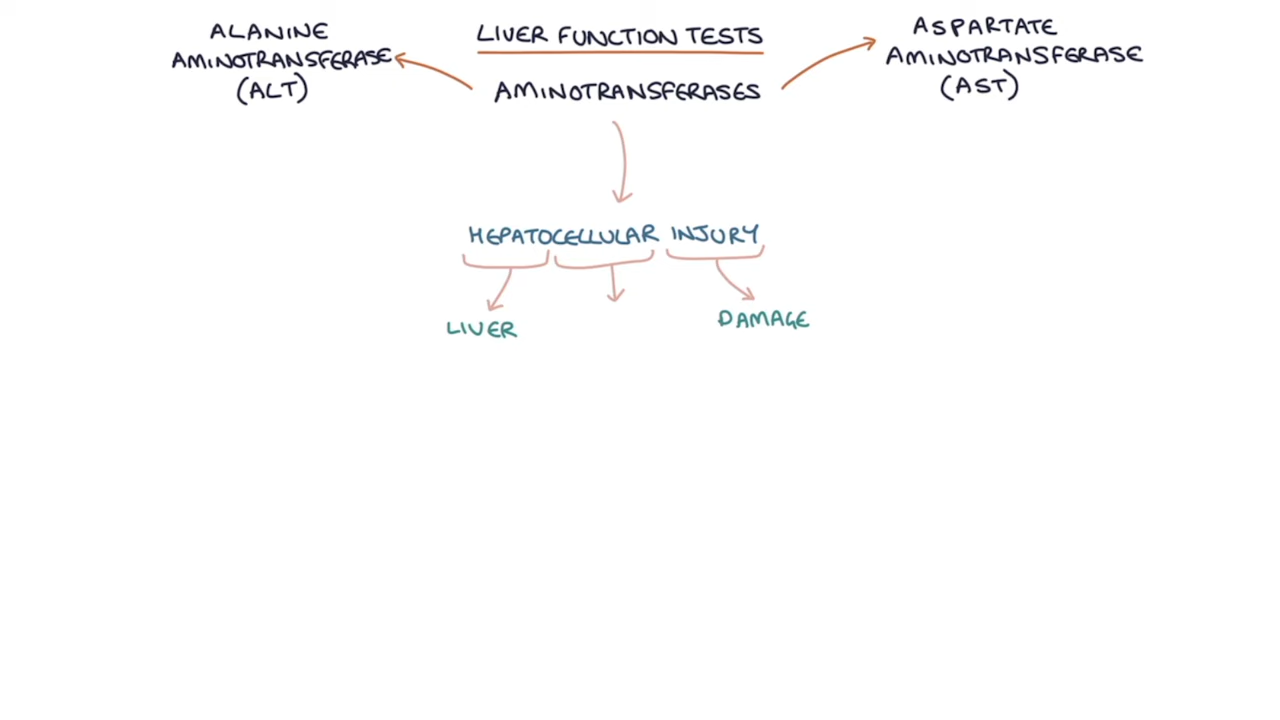 ALANINE
AMINOTRANSFERASE
(ALT)
LIVER FUNCTION TESTS
AMINOTRANSFERASES
ASPARTATE
AMINOTRANSFERASE
(AST)
HEPATOCELLULAR INJURY
LIVER
DAMAGE